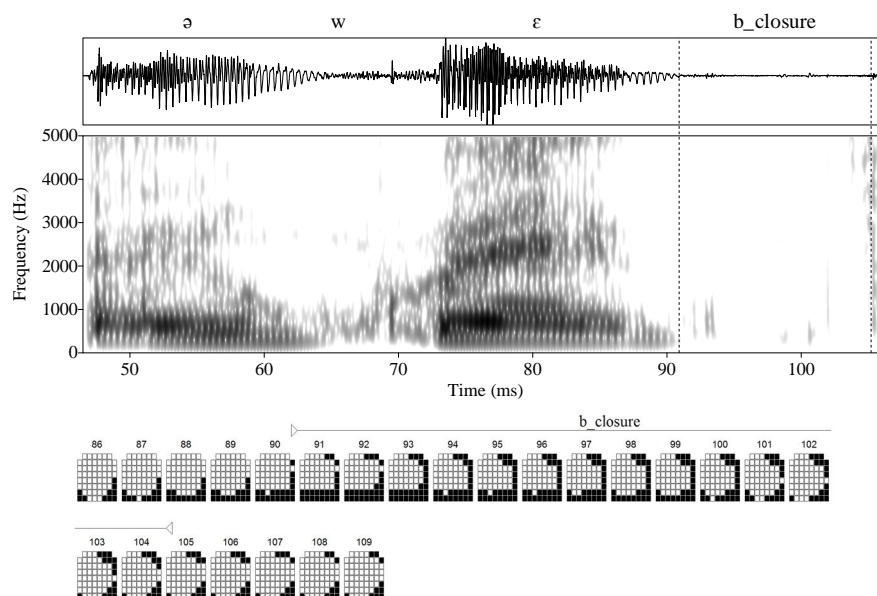 ə w ɛ b_closure
5000
4000
3000
2000
1000
0
Frequency (Hz)
50 60 70 80 90 100
Time (ms)
b_closure
86 87 88 89 90 91 92 93 94 95 96 97 98 99 100 101 102
103 104 105 106 107 108 109